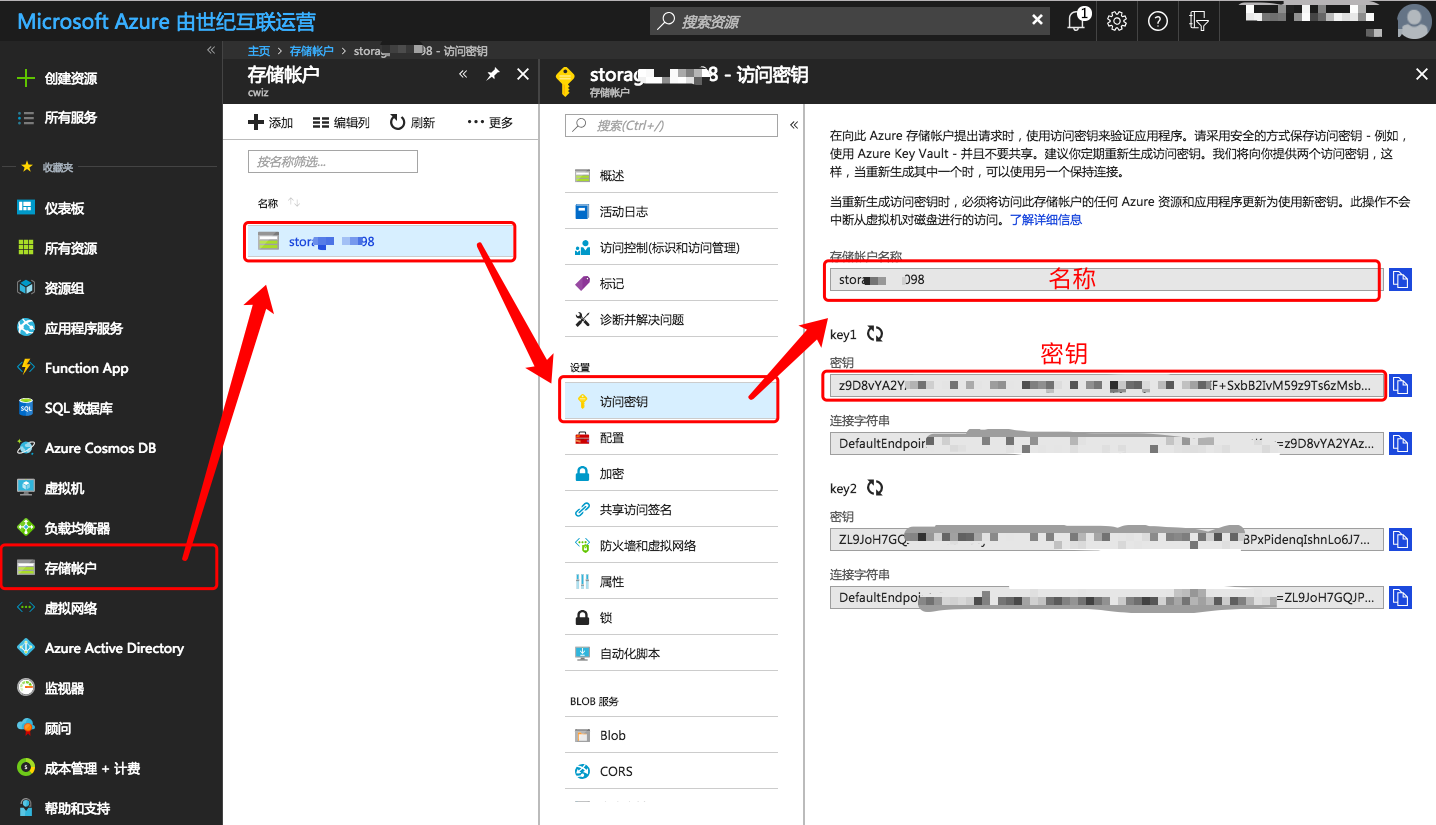 Microsoft Azure 由世纪互联运营
搜索资源
1
创建资源
所有服务
收藏夹
仪表板
所有资源
资源组
应用程序服务
Function App
SQL 数据库
Azure Cosmos DB
虚拟机
负载均衡器
存储帐户
虚拟网络
Azure Active Directory
监视器
顾问
成本管理 + 计费
帮助和支持
主页 > 存储帐户 > storag 98 - 访问密钥
存储帐户
cwiz
添加 编辑列 刷新 更多
按名称筛选...
名称
stora 98
storag 8 - 访问密钥
存储帐户
搜索(Ctrl+/)
概述
活动日志
访问控制(标识和访问管理)
标记
诊断并解决问题
设置
访问密钥
配置
加密
共享访问签名
防火墙和虚拟网络
属性
锁
自动化脚本
BLOB 服务
Blob
CORS
在向此 Azure 存储帐户提出请求时，使用访问密钥来验证应用程序。请采用安全的方式保存访问密钥 - 例如，
使用 Azure Key Vault - 并且不要共享。建议你定期重新生成访问密钥。我们将向你提供两个访问密钥，这
样，当重新生成其中一个时，可以使用另一个保持连接。
当重新生成访问密钥时，必须将访问此存储帐户的任何 Azure 资源和应用程序更新为使用新密钥。此操作不会
中断从虚拟机对磁盘进行的访问。了解详细信息
存储帐户名称
stora 098
名称
key1
密钥
密钥
z9D8vYA2Y F+SxbB2IvM59z9Ts6zMsb...
连接字符串
DefaultEndpoin =z9D8vYA2YAz...
key2
密钥
ZL9JoH7GQ BPxPidenqIshnLo6J7...
连接字符串
DefaultEndpoi =ZL9JoH7GQJP...